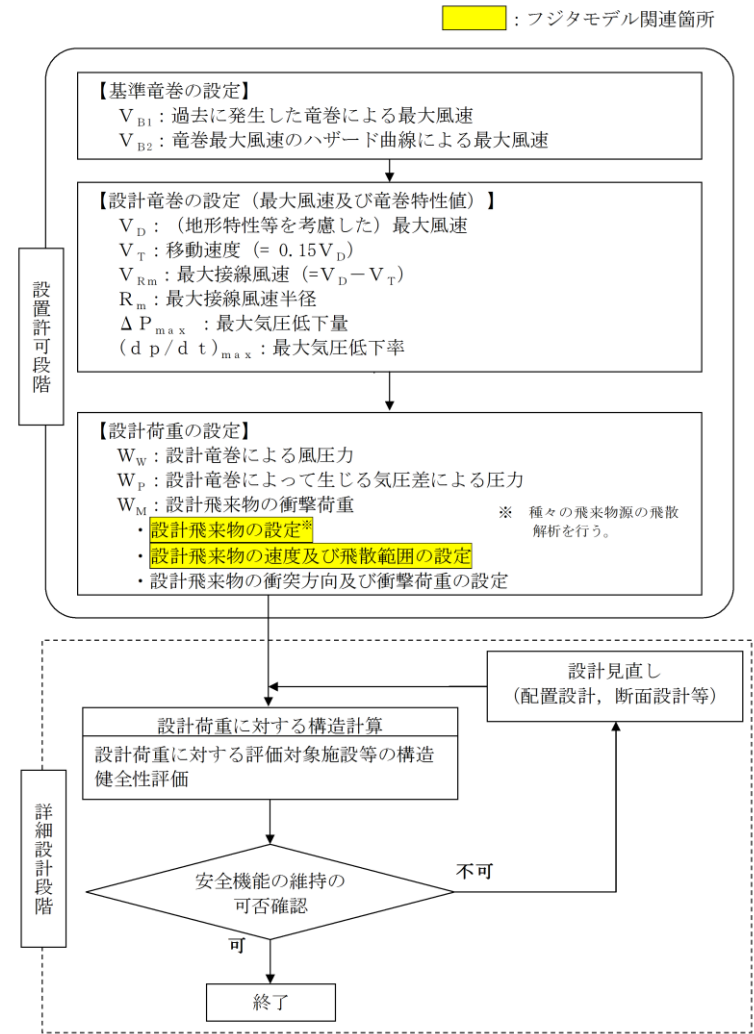 ：フジタモデル関連箇所
【基準竜巻の設定】
V_B1：過去に発生した竜巻による最大風速
V_B2：竜巻最大風速のハザード曲線による最大風速
【設計竜巻の設定（最大風速及び竜巻特性値）】
V_D：（地形特性等を考慮した）最大風速
V_T：移動速度 (= 0.15V_D)
V_Rm：最大接線風速 (=V_D－V_T)
R_m：最大接線風速半径
ΔP_max ：最大気圧低下量
(dp/dt)_max：最大気圧低下率
設置許可段階
【設計荷重の設定】
W_W：設計竜巻による風圧力
W_P：設計竜巻によって生じる気圧差による圧力
W_M：設計飛来物の衝撃荷重
・設計飛来物の設定※
・設計飛来物の速度及び飛散範囲の設定
・設計飛来物の衝突方向及び衝撃荷重の設定
※ 種々の飛来物源の飛散
解析を行う。
設計見直し
（配置設計，断面設計等）
設計荷重に対する構造計算
設計荷重に対する評価対象施設等の構造
健全性評価
詳細設計段階
安全機能の維持の
可否確認
不可
可
終了